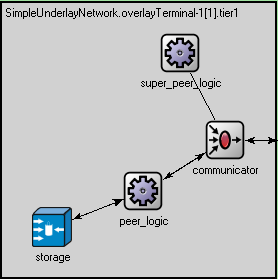 SimpleUnderlayNetwork.overlayTerminal-1[1].tier1
super_peer_logic
communicator
peer_logic
storage